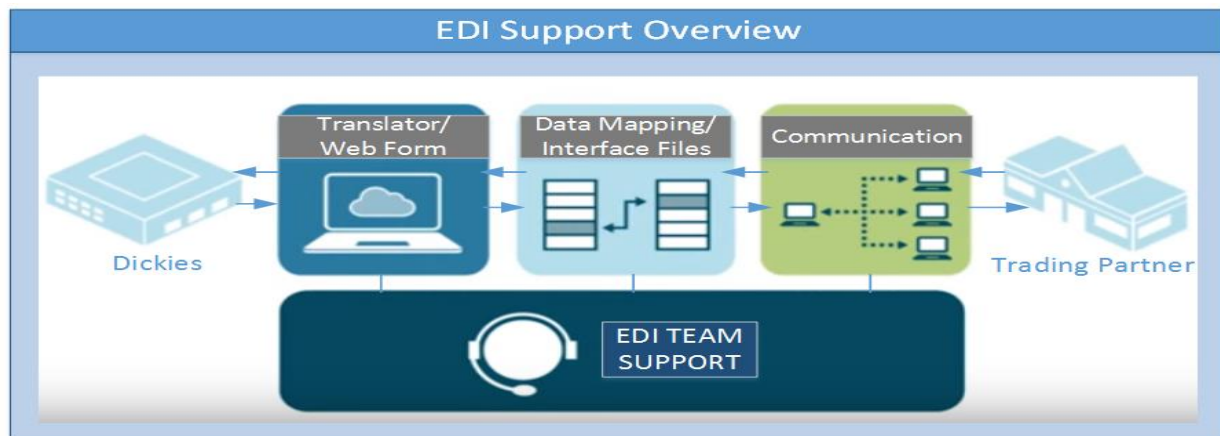 EDI Support Overview
Translator/
Web Form
Data Mapping/
Interface Files
Communication
Dickies
Trading Partner
EDI TEAM
SUPPORT